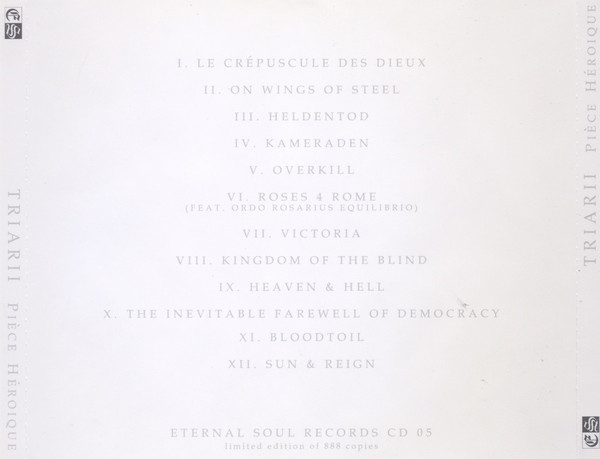 I. LE CRÉPUSCULE DES DIEUX
II. ON WINGS OF STEEL
III. HELDENTOD
IV. KAMERADEN
V. OVERKILL
VI. ROSES 4 ROME
(FEAT. ORDO ROSARIUS EQUILIBRIO)
VII. VICTORIA
VIII. KINGDOM OF THE BLIND
IX. HEAVEN & HELL
X. THE INEVITABLE FAREWELL OF DEMOCRACY
XI. BLOODTOIL
XII. SUN & REIGN
ETERNAL SOUL RECORDS CD 05
limited edition of 888 copies
TRIARII PIÈCE HÉROIQUE
TRIARII PIÈCE HÉROIQUE